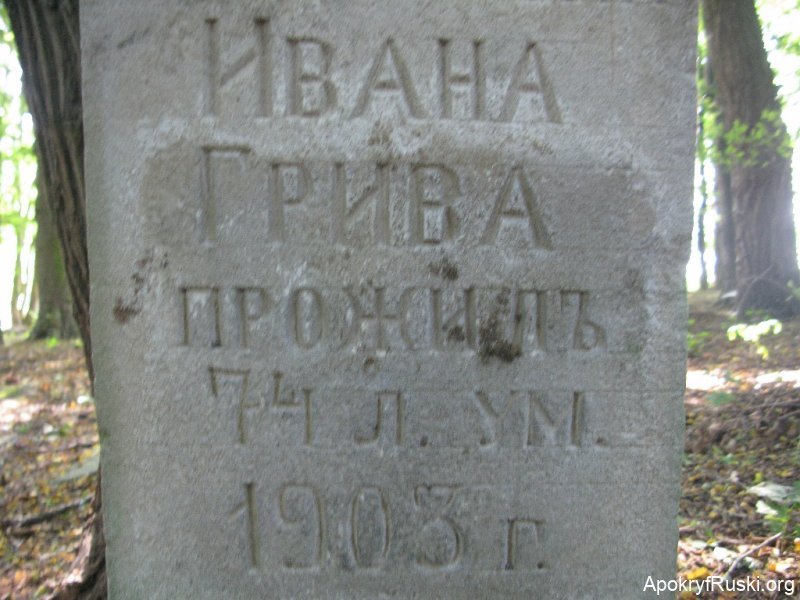 Ивана
Грива
прожилъ
74 л. ум.
1903 г.
ApokryfRuski.org